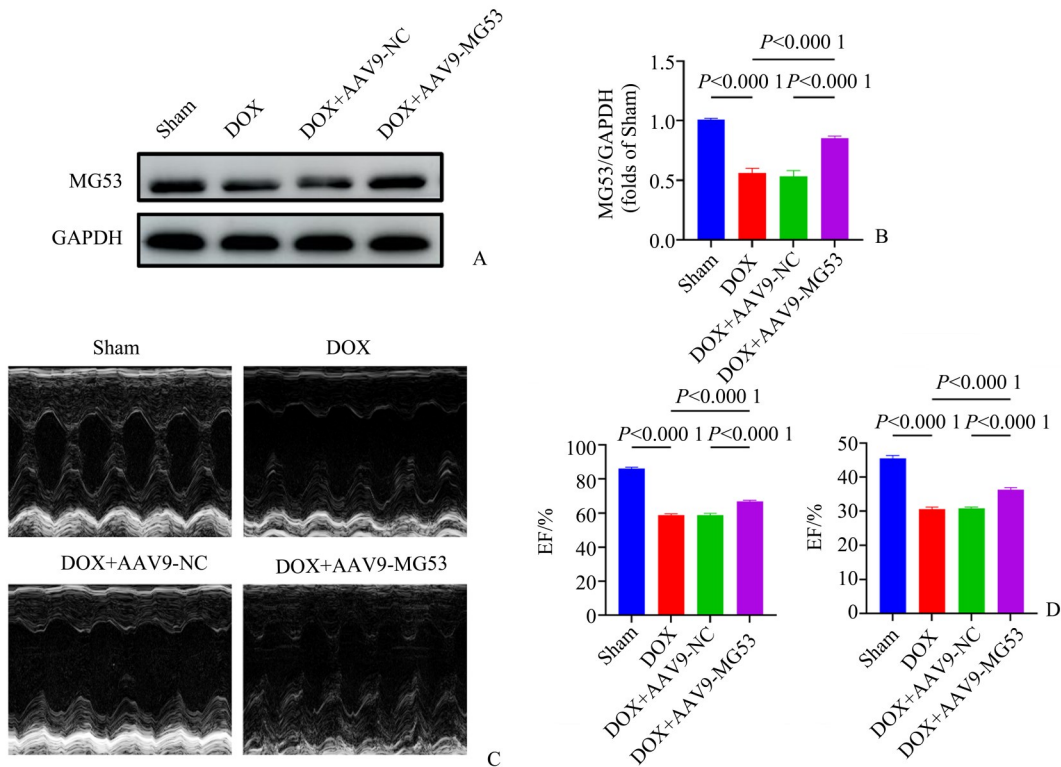 Sham
DOX
DOX+AAV9-NC
DOX+AAV9-MG53
MG53
GAPDH
A
P<0.000 1
P<0.000 1 P<0.000 1
MG53/GAPDH
(folds of Sham)
1.5
1.0
0.5
0.0
Sham
DOX
DOX+AAV9-NC
DOX+AAV9-MG53
B
Sham
DOX
DOX+AAV9-NC
DOX+AAV9-MG53
C
P<0.000 1
P<0.000 1 P<0.000 1
EF/%
100
80
60
40
20
0
Sham
DOX
DOX+AAV9-NC
DOX+AAV9-MG53
P<0.000 1
P<0.000 1 P<0.000 1
EF/%
50
40
30
20
10
0
Sham
DOX
DOX+AAV9-NC
DOX+AAV9-MG53
D